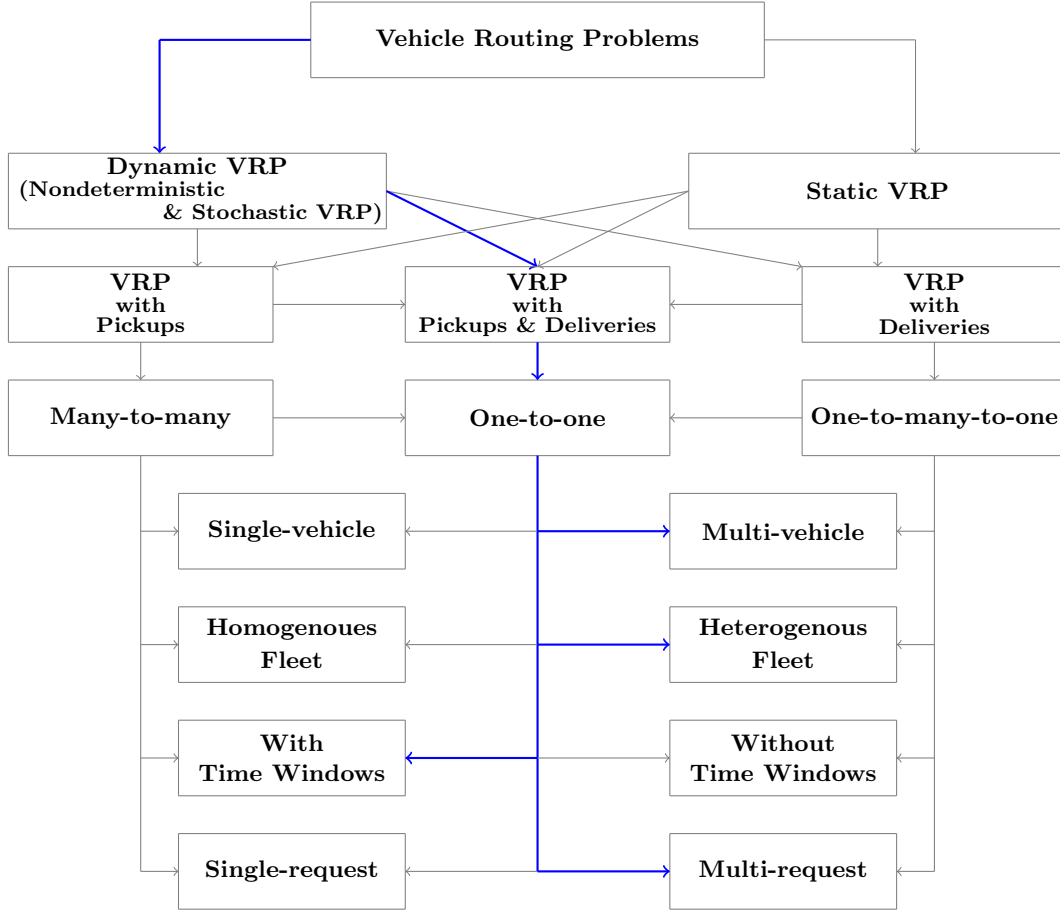 Vehicle Routing Problems
Dynamic VRP
(Nondeterministic
& Stochastic VRP)
Static VRP
VRP
with
Pickups
VRP
with
Pickups & Deliveries
VRP
with
Deliveries
Many-to-many
One-to-one
One-to-many-to-one
Single-vehicle
Multi-vehicle
Homogenoues
Fleet
Heterogenous
Fleet
With
Time Windows
Without
Time Windows
Single-request
Multi-request